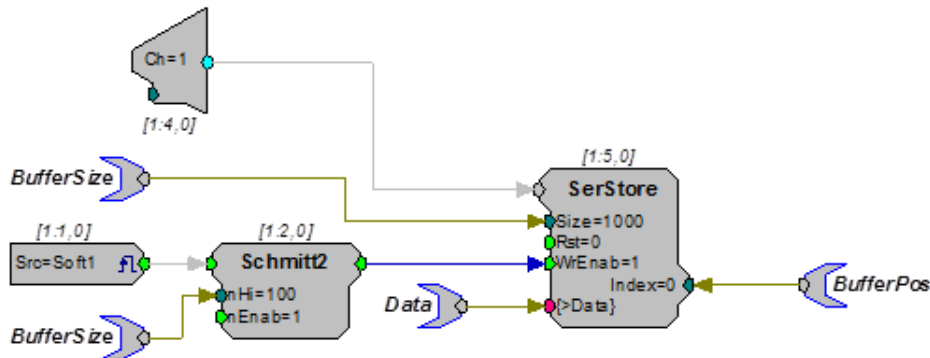 Ch=1
[1:4,0]
BufferSize
[1:5,0]
SerStore
Size=1000
Rst=0
WrEnab=1
Index=0
{>Data}
[1:1,0]
Src=Soft1
[1:2,0]
Schmitt2
nHi=100
nEnab=1
BufferSize
Data
BufferPos